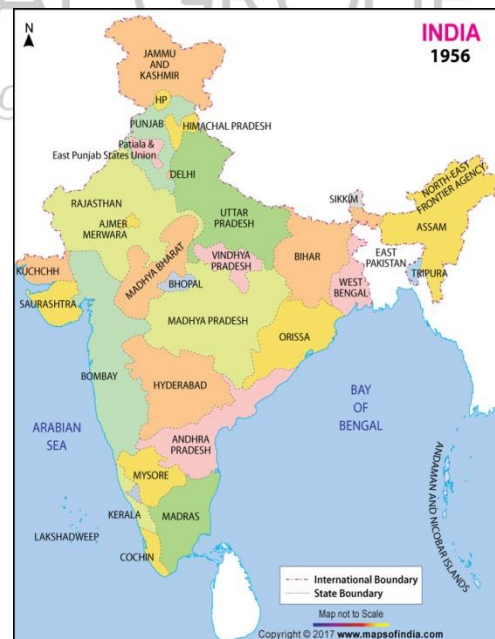 N
INDIA
1956
JAMMU
AND
KASHMIR
HP
PUNJAB
HIMACHAL PRADESH
Patiala &
East Punjab States Union
DELHI
RAJASTHAN
AJMER
MERWARA
UTTAR
PRADESH
SIKKIM
NORTH-EAST
FRONTIER AGENCY
ASSAM
EAST
PAKISTAN
TRIPURA
BIHAR
WEST
BENGAL
VINDHYA
PRADESH
MADHYA BHARAT
BHOPAL
KUCHCHH
SAURASHTRA
MADHYA PRADESH
ORISSA
BOMBAY
HYDERABAD
ARABIAN
SEA
BAY
OF
BENGAL
ANDHRA
PRADESH
MYSORE
KERALA
MADRAS
LAKSHADWEEP
COCHIN
ANDAMAN AND NICOBAR ISLANDS
International Boundary
State Boundary
Map not to Scale
Copyright © 2017 www.mapsofindia.com